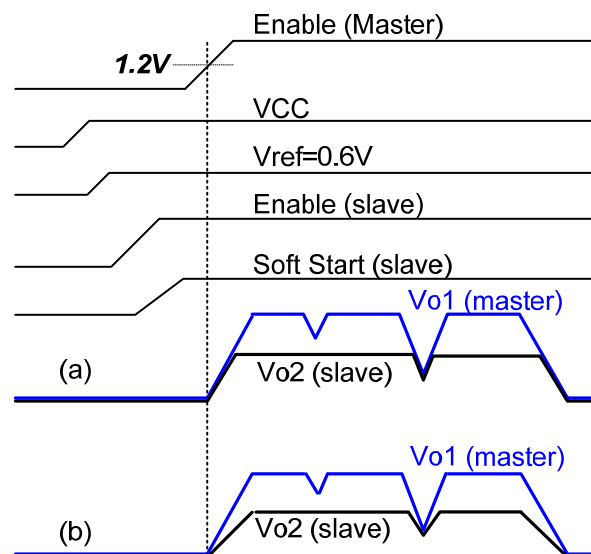 Enable (Master)
1.2V
VCC
Vref=0.6V
Enable (slave)
Soft Start (slave)
Vo1 (master)
(a)
Vo2 (slave)
Vo1 (master)
Vo2 (slave)
(b)